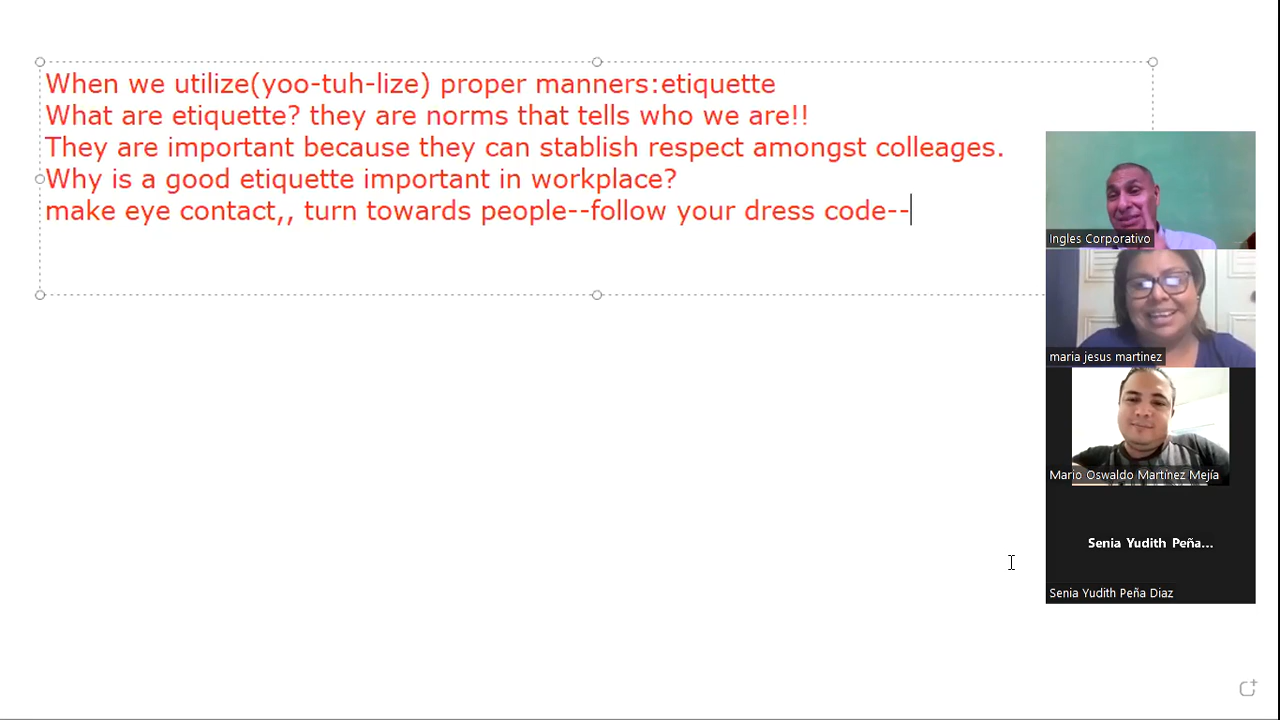 When we utilize(yoo-tuh-lize) proper manners:etiquette
What are etiquette? they are norms that tells who we are!!
They are important because they can stablish respect amongst colleages.
Why is a good etiquette important in workplace?
make eye contact,, turn towards people--follow your dress code--
Ingles Corporativo
maria jesus martinez
Mario Oswaldo Martínez Mejía
Senia Yudith Peña...
Senia Yudith Peña Diaz